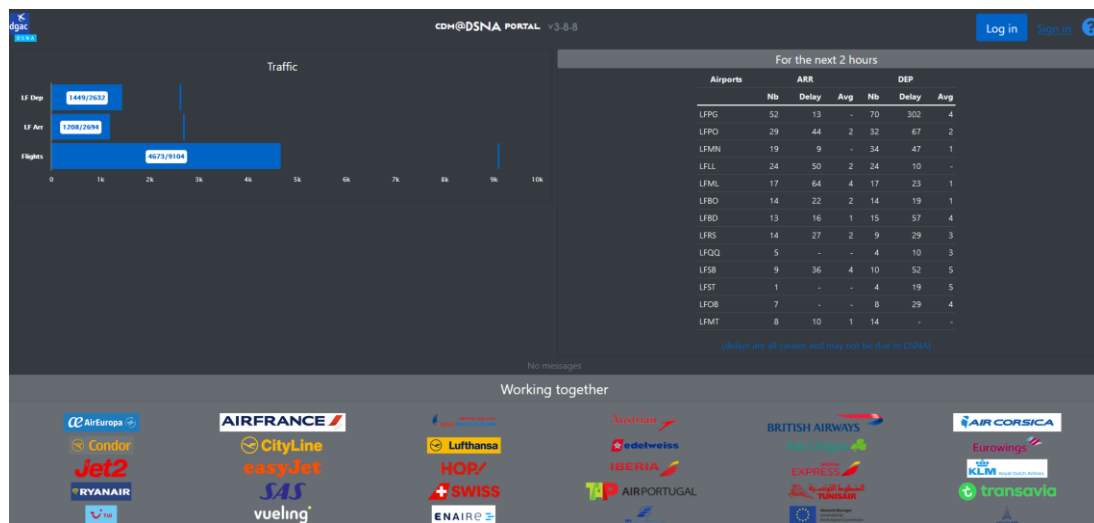 dgac
DSNA
CDM@DSNA PORTAL v3-8-8
Log in Sign in ?
Traffic
LF Dep 1449/2632
LF Arr 1208/2694
Flights 4673/9104
0 1k 2k 3k 4k 5k 6k 7k 8k 9k 10k
For the next 2 hours
Airports ARR DEP
Nb Delay Avg Nb Delay Avg
LFPG 52 13 - 70 302 4
LFPO 29 44 2 32 67 2
LFMN 19 9 - 34 47 1
LFLL 24 50 2 24 10 -
LFML 17 64 4 17 23 1
LFBO 14 22 2 14 19 1
LFBD 13 16 1 15 57 4
LFRS 14 27 2 9 29 3
LFQQ 5 - - 4 10 3
LFSB 9 36 4 10 52 5
LFST 1 - - 4 19 5
LFOB 7 - - 8 29 4
LFMT 8 10 1 14 - -
(delays are all causes and may not be due to DSNA)
No messages
Working together
AirEuropa AIRFRANCE Austrian BRITISH AIRWAYS AIR CORSICA
Condor CityLine Lufthansa edelweiss Eurowings
Jet2 easyJet HOP! IBERIA EXPRESS KLM Royal Dutch Airlines
RYANAIR SAS SWISS TAP AIRPORTUGAL الخطوط التونسية TUNISAIR transavia
TUI vueling ENAIRE